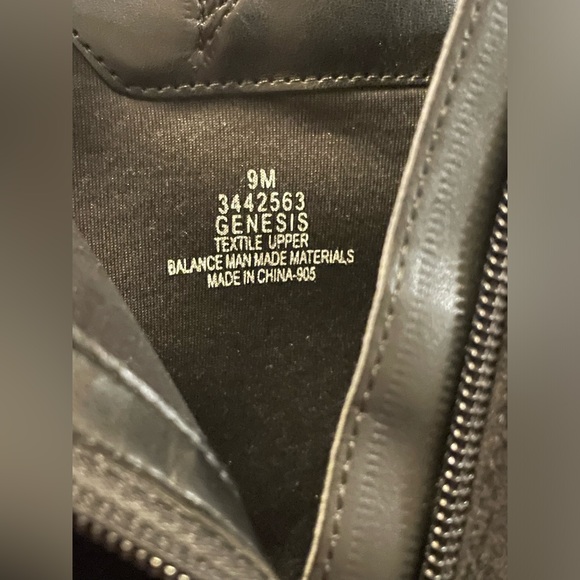 9M
3442563
GENESIS
TEXTILE UPPER
BALANCE MAN MADE MATERIALS
MADE IN CHINA-905